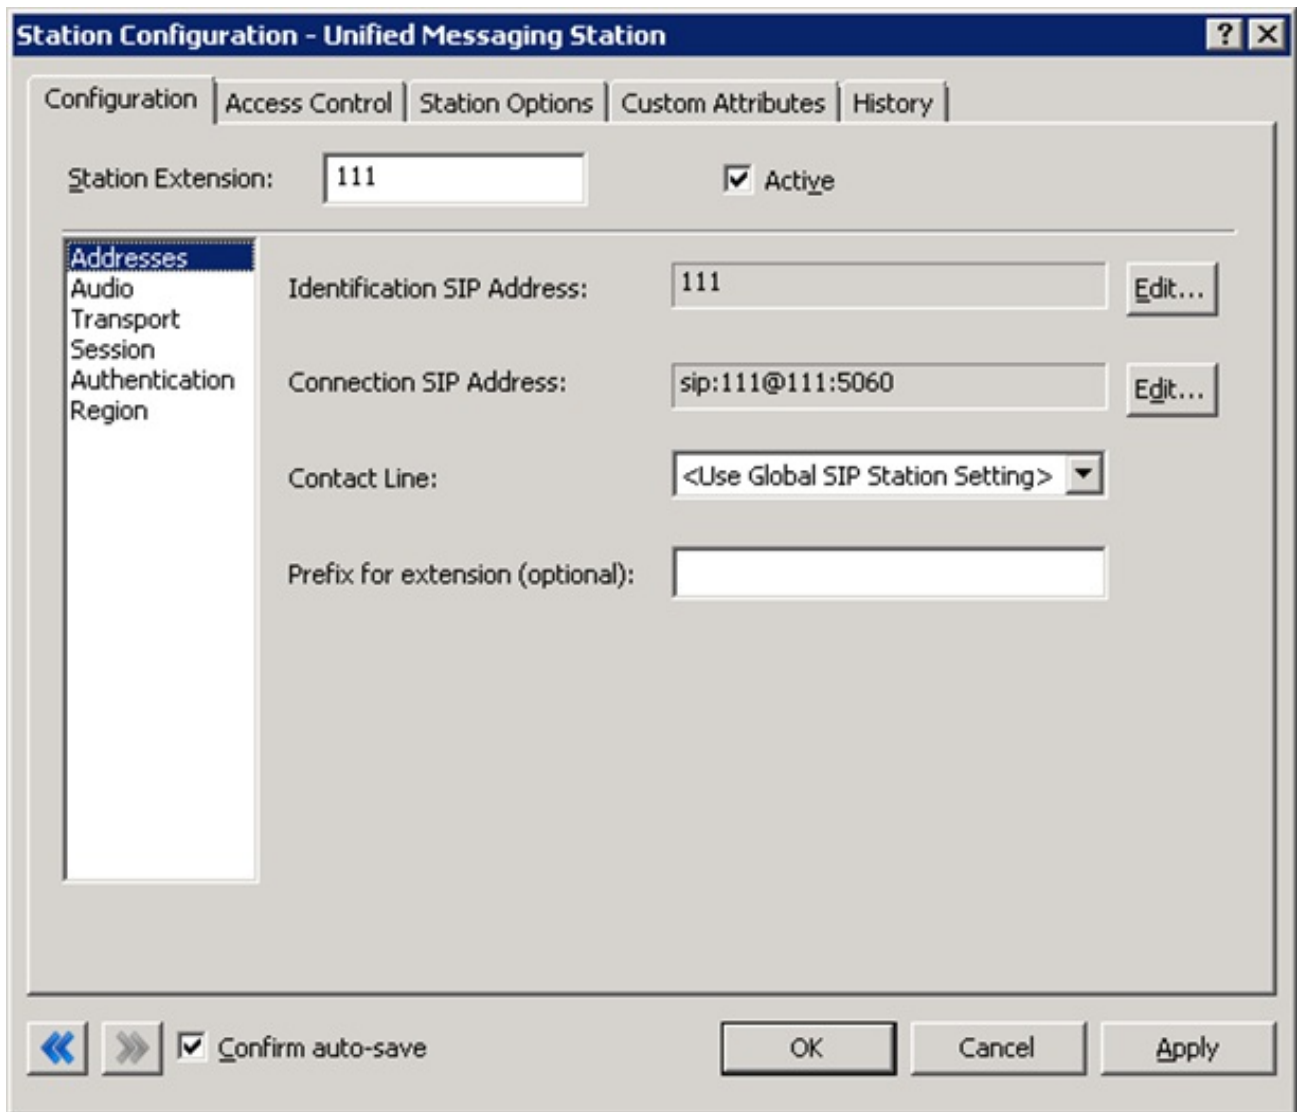 Station Configuration - Unified Messaging Station
Configuration Access Control Station Options Custom Attributes History
Station Extension: 111 Active
Addresses
Audio
Transport
Session
Authentication
Region
Identification SIP Address: 111 Edit...
Connection SIP Address: sip:111@111:5060 Edit...
Contact Line: <Use Global SIP Station Setting>
Prefix for extension (optional):
Confirm auto-save OK Cancel Apply